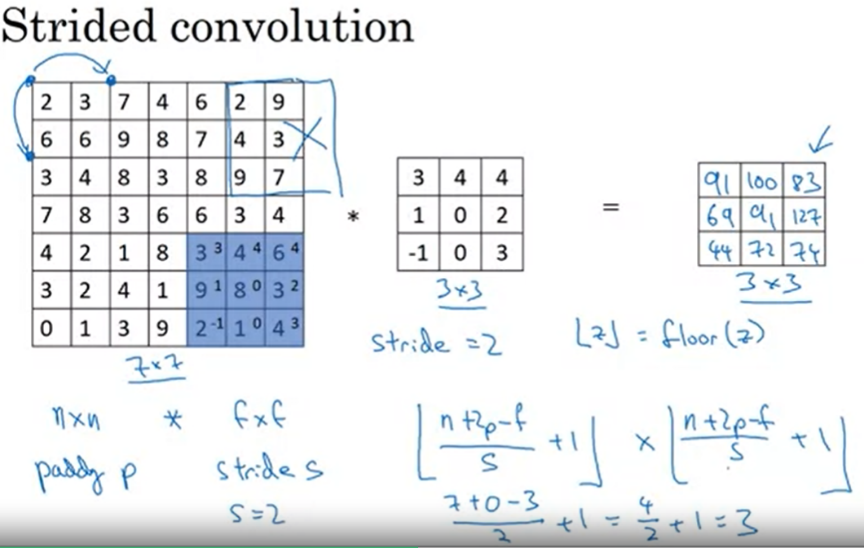 Strided convolution
2 3 7 4 6 2 9
6 6 9 8 7 4 3
3 4 8 3 8 9 7
7 8 3 6 6 3 4
4 2 1 8 3 3 4 4 6 4
3 2 4 1 9 1 8 0 3 2
0 1 3 9 2 -1 1 0 4 3
7×7
*
3 4 4
1 0 2
-1 0 3
3×3
stride = 2
=
91 100 83
69 91 127
44 72 74
3×3
⌊z⌋ = floor(z)
n×n * f×f
padding p stride s
s=2
⌊(n+2p-f)/s + 1⌋ × ⌊(n+2p-f)/s + 1⌋
(7+0-3)/2 + 1 = 4/2 + 1 = 3